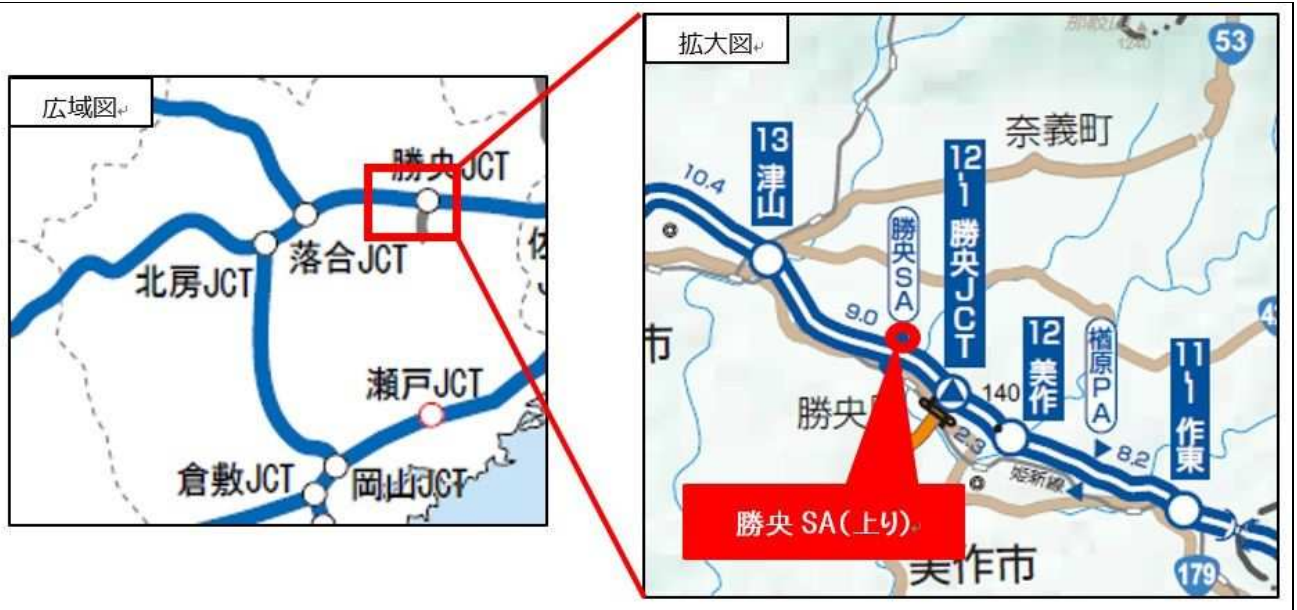 広域図
勝央JCT
落合JCT
北房JCT
瀬戸JCT
倉敷JCT
岡山JCT
拡大図
53
奈義町
1240
13 津山
10.4
勝央SA
9.0
12-1 勝央JCT
12 美作
140
楢原PA
11-1 作東
8.2
2.3
市
勝央
姫新線
勝央 SA(上り)
美作市
179